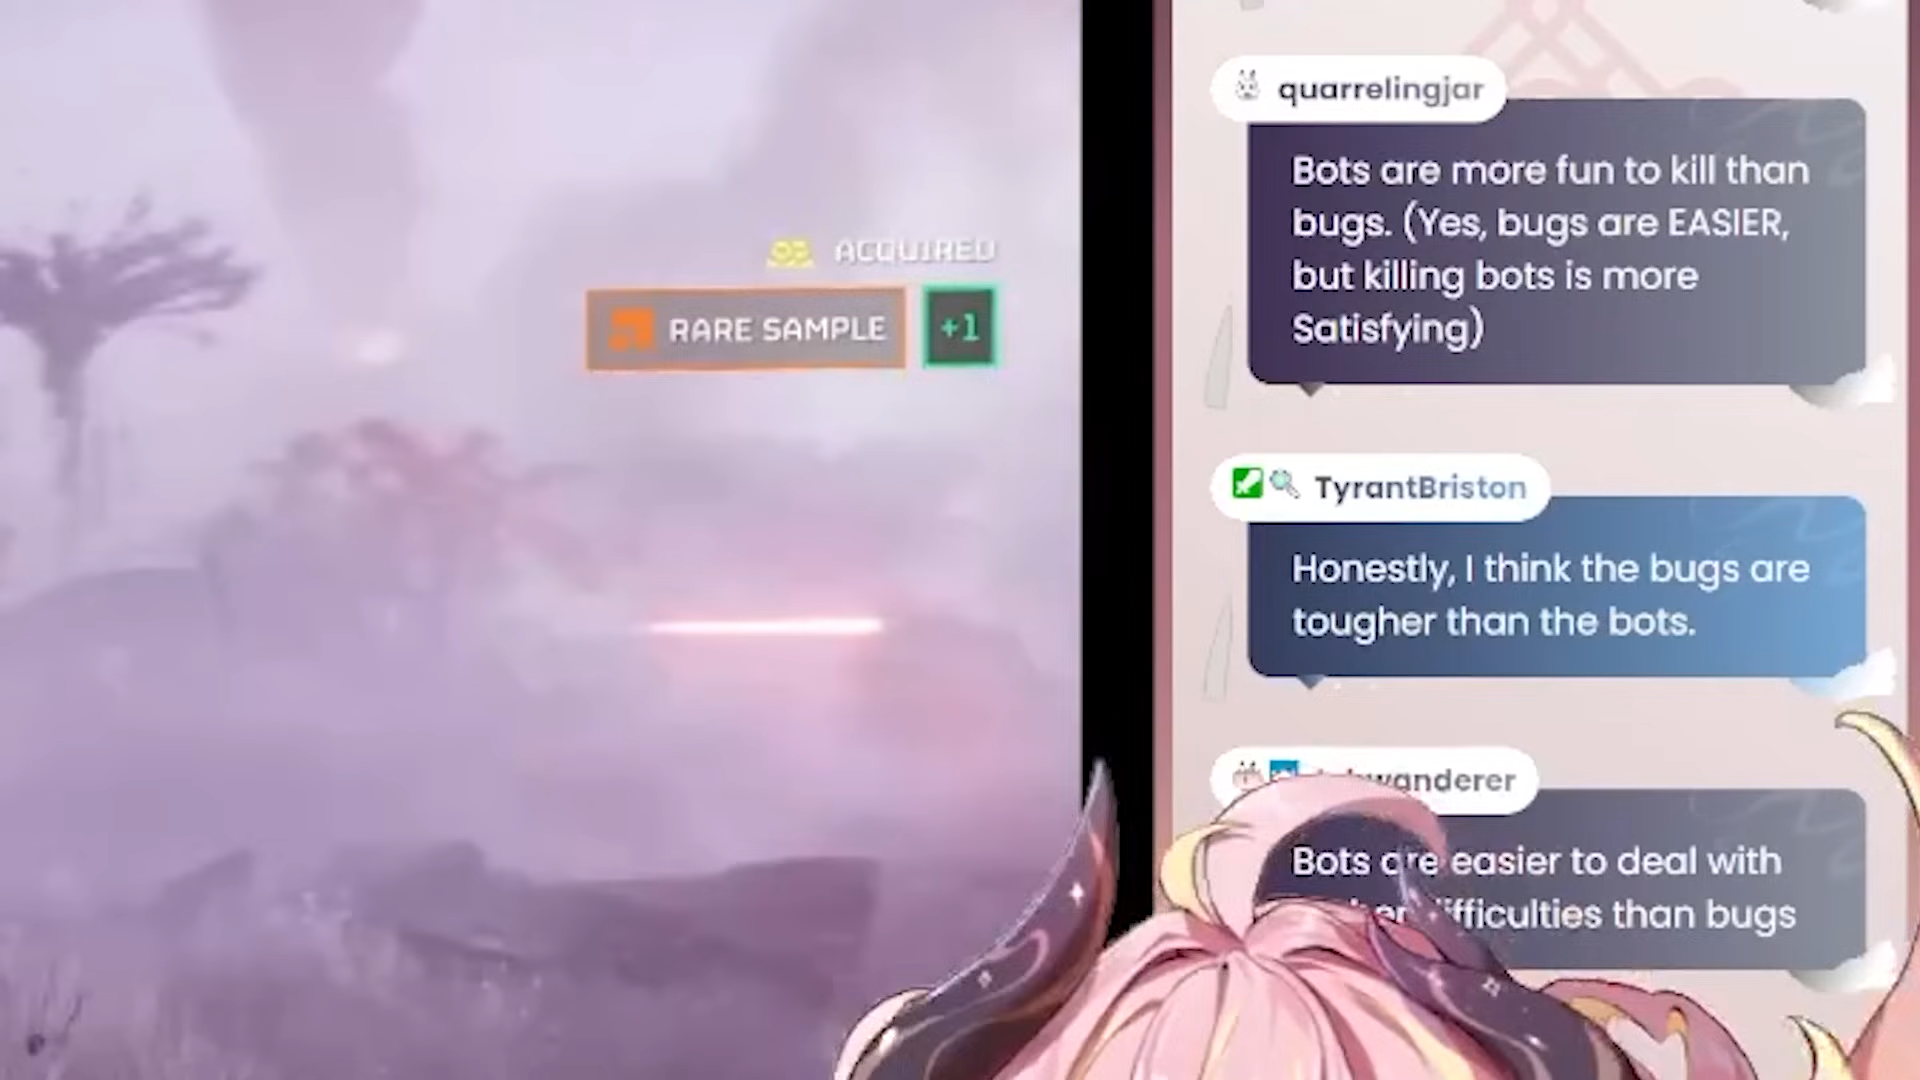 ACQUIRED
RARE SAMPLE +1
quarrelingjar
Bots are more fun to kill than
bugs. (Yes, bugs are EASIER,
but killing bots is more
Satisfying)
TyrantBriston
Honestly, I think the bugs are
tougher than the bots.
wanderer
Bots are easier to deal with
difficulties than bugs